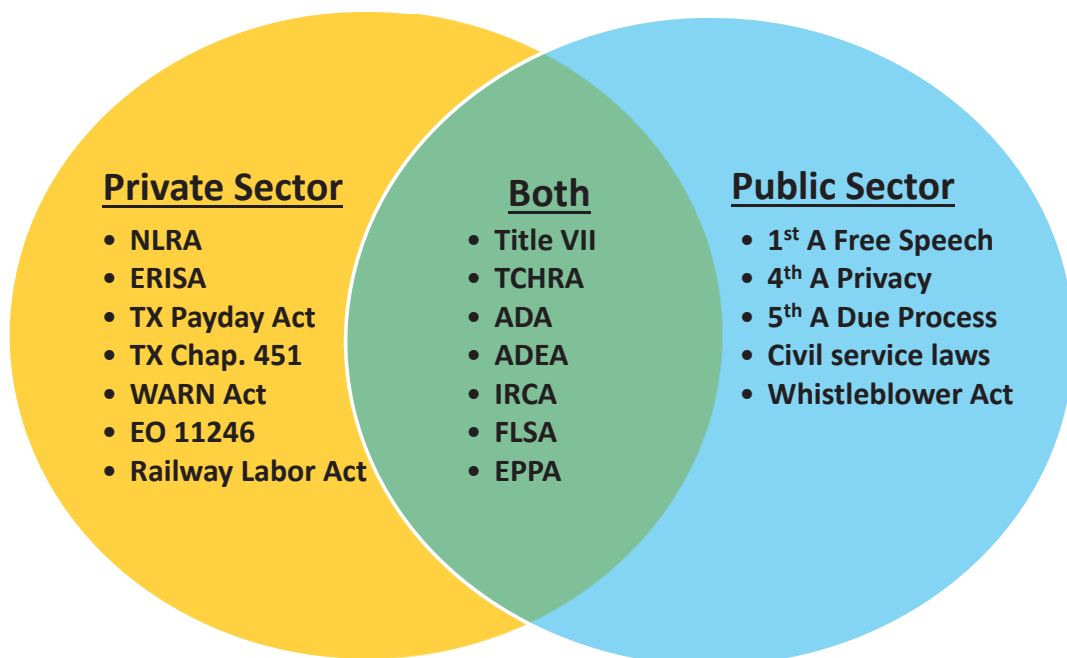 Private Sector
• NLRA
• ERISA
• TX Payday Act
• TX Chap. 451
• WARN Act
• EO 11246
• Railway Labor Act
Both
• Title VII
• TCHRA
• ADA
• ADEA
• IRCA
• FLSA
• EPPA
Public Sector
• 1st A Free Speech
• 4th A Privacy
• 5th A Due Process
• Civil service laws
• Whistleblower Act